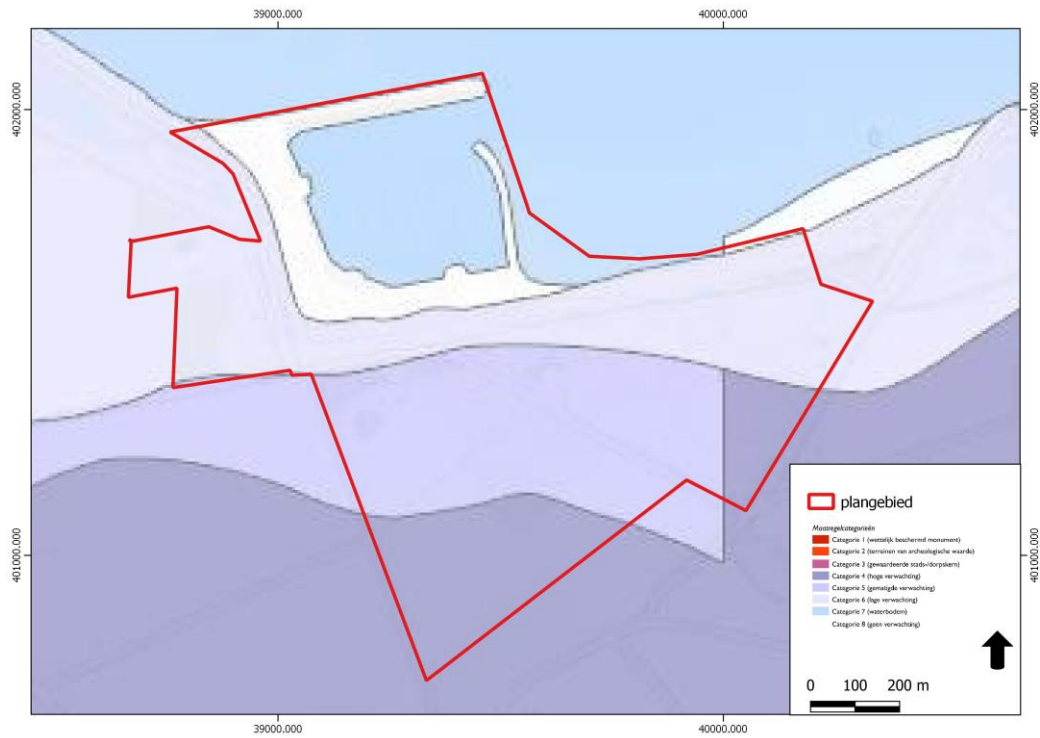 39000.000 40000.000
402000.000 402000.000
401000.000 401000.000
plangebied
Maatregelcategorieën
Categorie 1 (wettelijk beschermd monument)
Categorie 2 (terreinen van archeologische waarde)
Categorie 3 (gewaardeerde stads-/dorpskern)
Categorie 4 (hoge verwachting)
Categorie 5 (gematigde verwachting)
Categorie 6 (lage verwachting)
Categorie 7 (waterbodem)
Categorie 8 (geen verwachting)
0 100 200 m
39000.000 40000.000